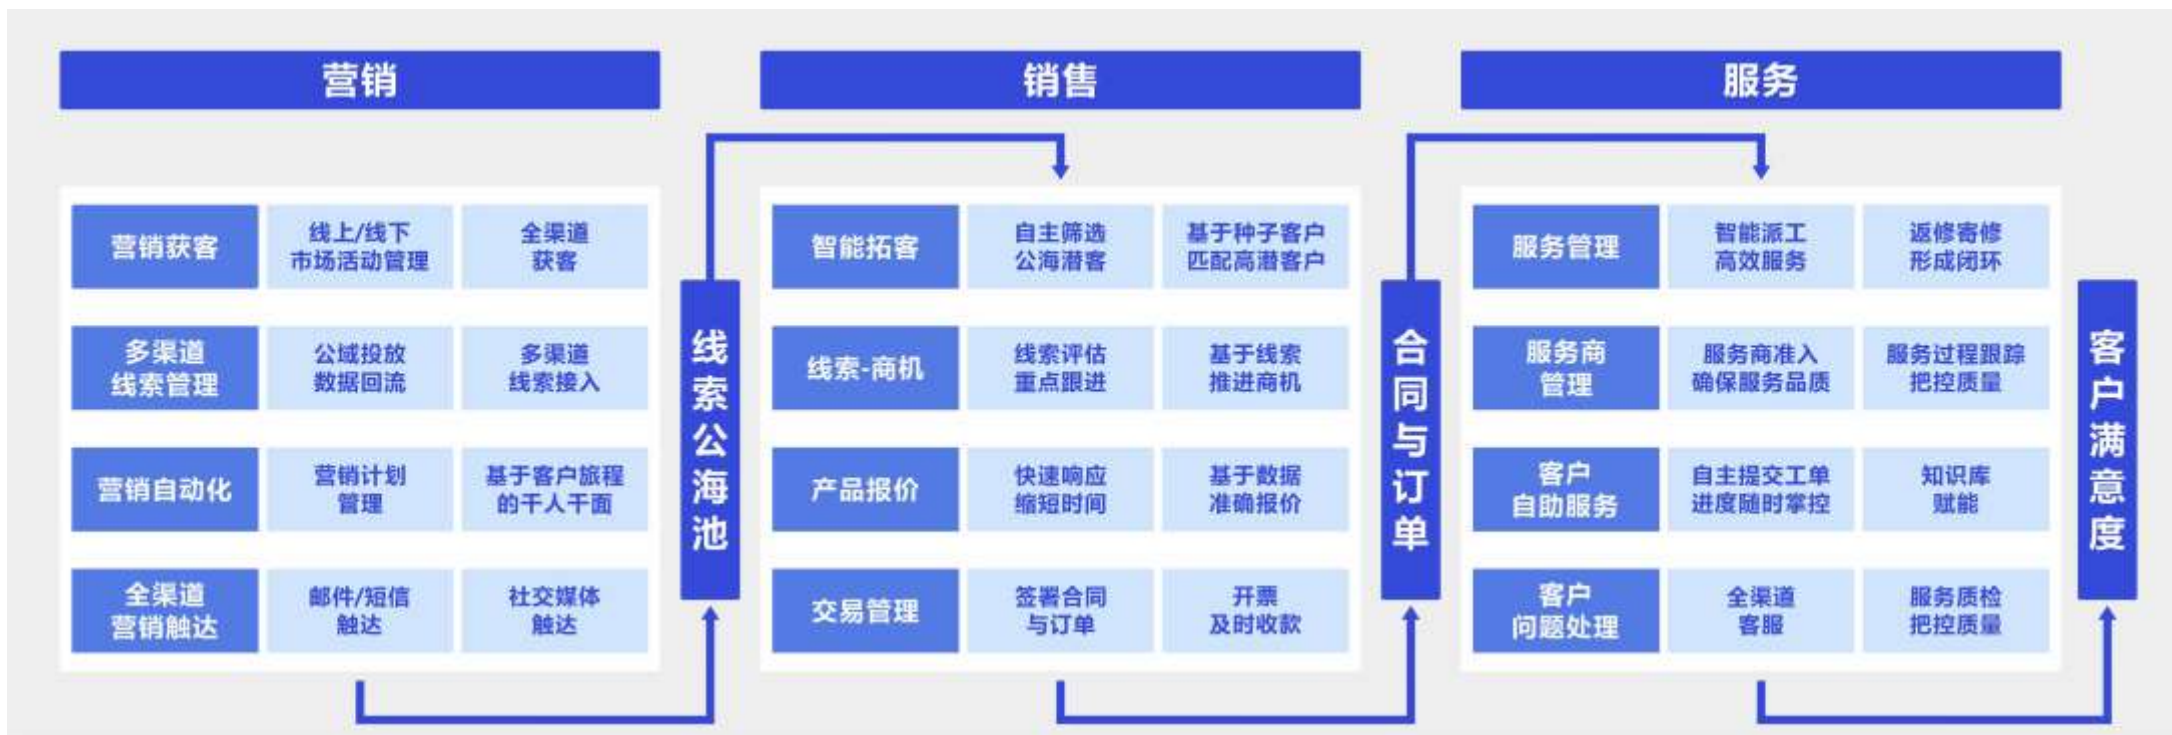 营销
营销获客
线上/线下
市场活动管理
全渠道
获客
多渠道
线索管理
公域投放
数据回流
多渠道
线索接入
营销自动化
营销计划
管理
基于客户旅程
的千人千面
全渠道
营销触达
邮件/短信
触达
社交媒体
触达
线索公海池
销售
智能拓客
自主筛选
公海潜客
基于种子客户
匹配高潜客户
线索-商机
线索评估
重点跟进
基于线索
推进商机
产品报价
快速响应
缩短时间
基于数据
准确报价
交易管理
签署合同
与订单
开票
及时收款
合同与订单
服务
服务管理
智能派工
高效服务
返修寄修
形成闭环
服务商
管理
服务商准入
确保服务品质
服务过程跟踪
把控质量
客户
自助服务
自主提交工单
进度随时掌控
知识库
赋能
客户
问题处理
全渠道
客服
服务质检
把控质量
客户满意度